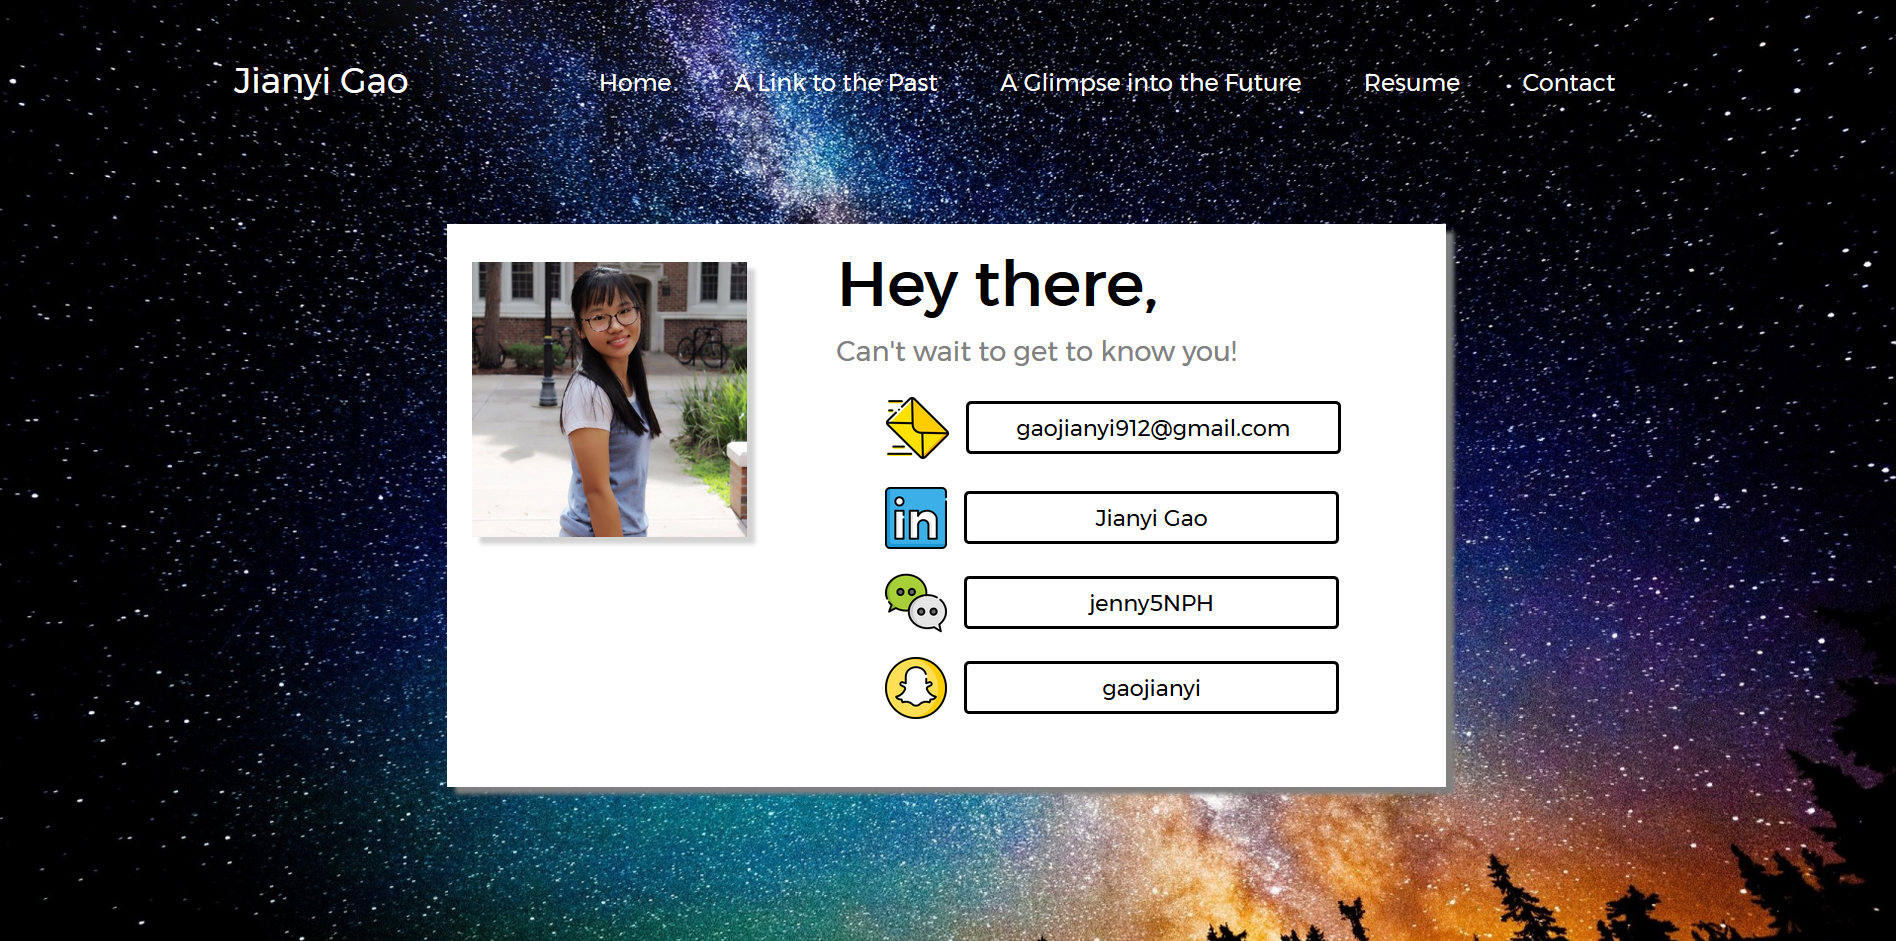 Jianyi Gao
Home A Link to the Past A Glimpse into the Future Resume Contact
Hey there,
Can't wait to get to know you!
gaojianyi912@gmail.com
in
Jianyi Gao
jenny5NPH
gaojianyi